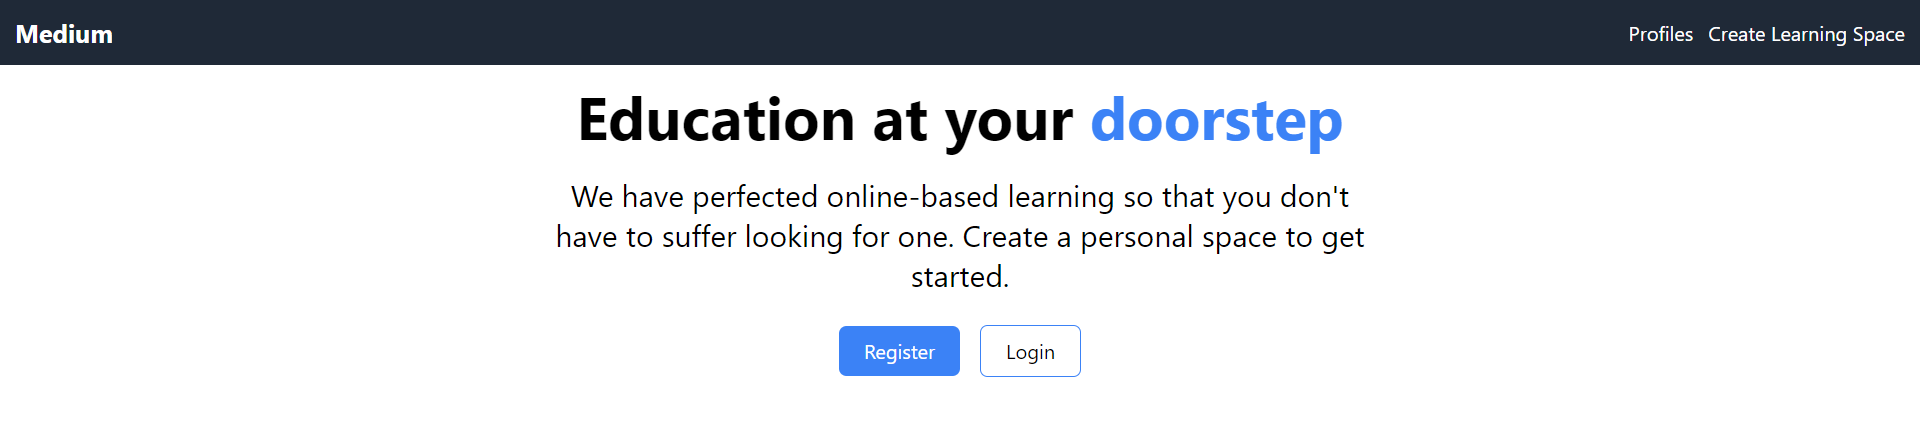 Medium
Profiles
Create Learning Space
Education at your doorstep
We have perfected online-based learning so that you don't
have to suffer looking for one. Create a personal space to get
started.
Register
Login